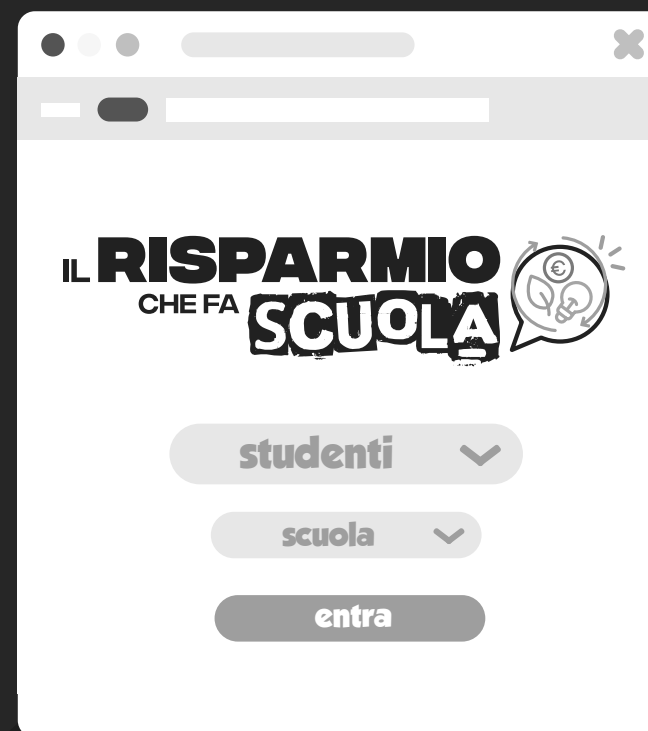 IL RISPARMIO
CHE FA SCUOLA
€
studenti
scuola
entra